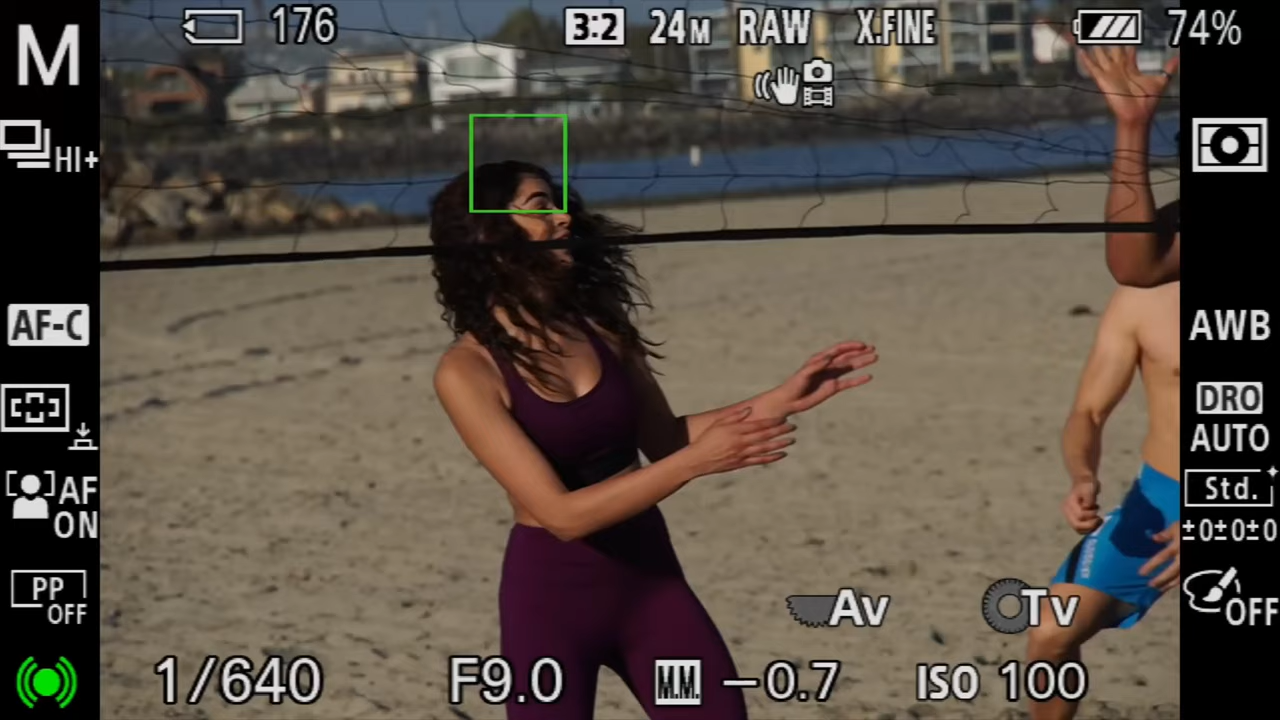 M
176
3:2
24M
RAW
X.FINE
74%
HI+
AF-C
AWB
DRO
AUTO
AF
ON
Std.
±0±0±0
PP
OFF
Av
Tv
OFF
1/640
F9.0
M.M.
−0.7
ISO 100